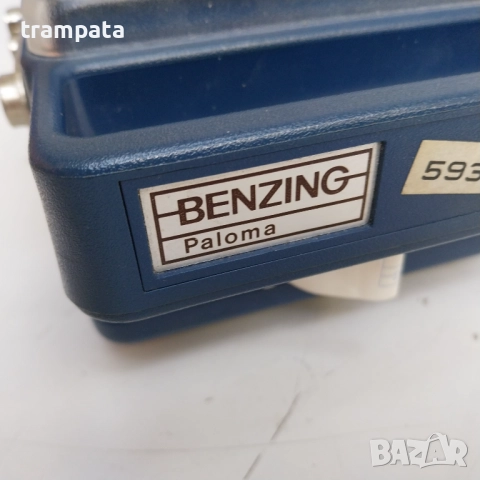 trampata
BENZING
Paloma
593
BAZAR